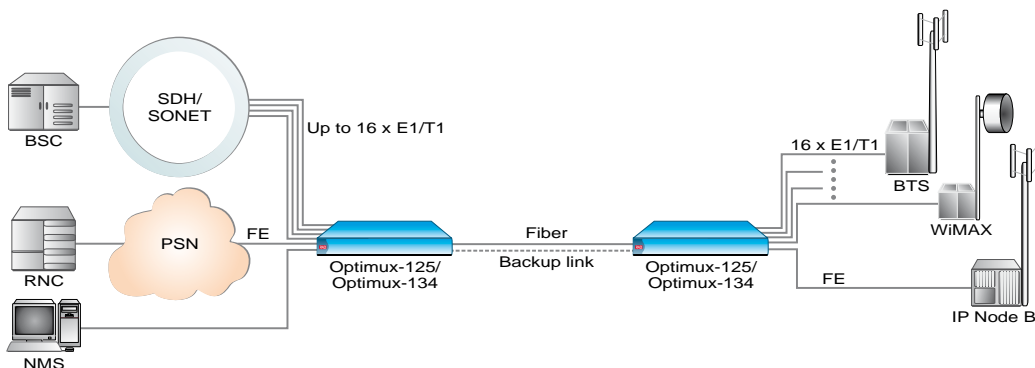 SDH/
SONET
BSC
Up to 16 x E1/T1
16 x E1/T1
BTS
WiMAX
PSN
FE
RNC
Optimux-125/
Optimux-134
Fiber
Backup link
Optimux-125/
Optimux-134
FE
IP Node B
NMS